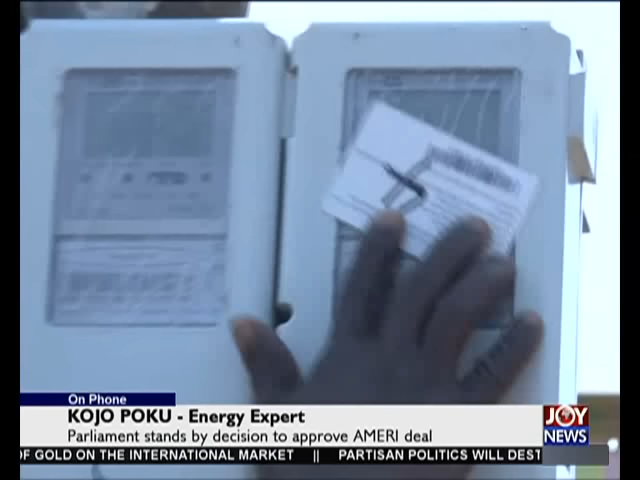 On Phone
KOJO POKU - Energy Expert
Parliament stands by decision to approve AMERI deal
JOY
NEWS
OF GOLD ON THE INTERNATIONAL MARKET || PARTISAN POLITICS WILL DEST